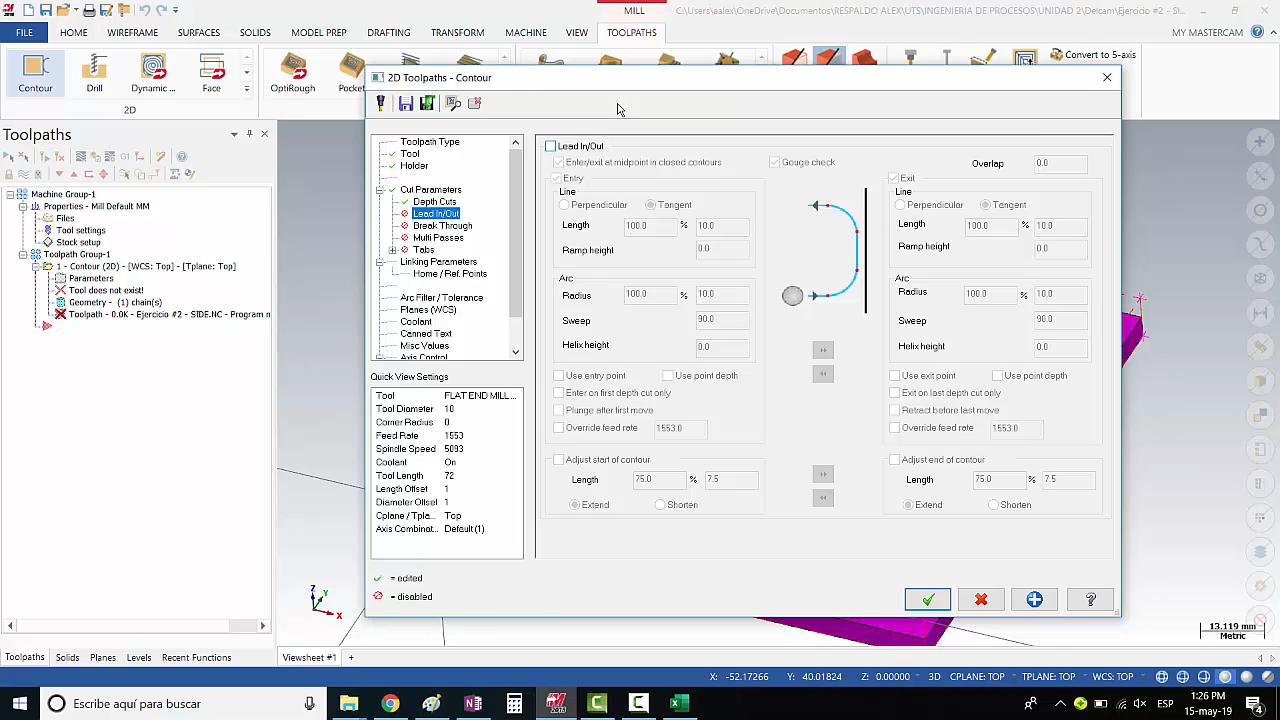 MILL
C:\Users\aalex\OneDrive\Documentos\RESPALDO ALEX\UTS\INGENIERIA DE PROCESOS\UNIDAD 2\Delcam\Ejercicio #2 - SI...
FILE HOME WIREFRAME SURFACES SOLIDS MODEL PREP DRAFTING TRANSFORM MACHINE VIEW TOOLPATHS MY MASTERCAM
Contour Drill Dynamic ... Face OptiRough Pocket Convert to 5-axis
2D
2D Toolpaths - Contour
Toolpaths
Machine Group-1
Properties - Mill Default MM
Files
Tool settings
Stock setup
Toolpath Group-1
1 - Contour (2D) - [WCS: Top] - [Tplane: Top]
Parameters
Tool does not exist!
Geometry - (1) chain(s)
Toolpath - 0.0K - Ejercicio #2 - SIDE.NC - Program n
Toolpath Type
Tool
Holder
Cut Parameters
Depth Cuts
Lead In/Out
Break Through
Multi Passes
Tabs
Linking Parameters
Home / Ref. Points
Arc Filter / Tolerance
Planes (WCS)
Coolant
Canned Text
Misc Values
Axis Control
Quick View Settings
Tool FLAT END MILL ...
Tool Diameter 10
Corner Radius 0
Feed Rate 1553
Spindle Speed 5093
Coolant On
Tool Length 72
Length Offset 1
Diameter Offset 1
Cplane / Tpla... Top
Axis Combinat... Default (1)
= edited
= disabled
Lead In/Out
Enter/exit at midpoint in closed contours Gouge check Overlap 0.0
Entry
Line
Perpendicular Tangent
Length 100.0 % 10.0
Ramp height 0.0
Arc
Radius 100.0 % 10.0
Sweep 90.0
Helix height 0.0
Use entry point Use point depth
Enter on first depth cut only
Plunge after first move
Override feed rate 1553.0
Adjust start of contour
Length 75.0 % 7.5
Extend Shorten
Exit
Line
Perpendicular Tangent
Length 100.0 % 10.0
Ramp height 0.0
Arc
Radius 100.0 % 10.0
Sweep 90.0
Helix height 0.0
Use exit point Use point depth
Exit on last depth cut only
Retract before last move
Override feed rate 1553.0
Adjust end of contour
Length 75.0 % 7.5
Extend Shorten
Z
Y
X
13.119 mm
Metric
Toolpaths Solids Planes Levels Recent Functions Viewsheet #1 +
X: -52.17266 Y: 40.01824 Z: 0.00000 3D CPLANE: TOP TPLANE: TOP WCS: TOP
Escribe aquí para buscar
ESP
1:26 PM
15-may-19